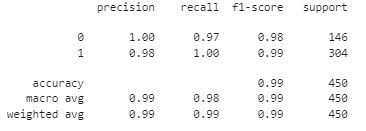 precision recall f1-score support
0 1.00 0.97 0.98 146
1 0.98 1.00 0.99 304
accuracy 0.99 450
macro avg 0.99 0.98 0.99 450
weighted avg 0.99 0.99 0.99 450